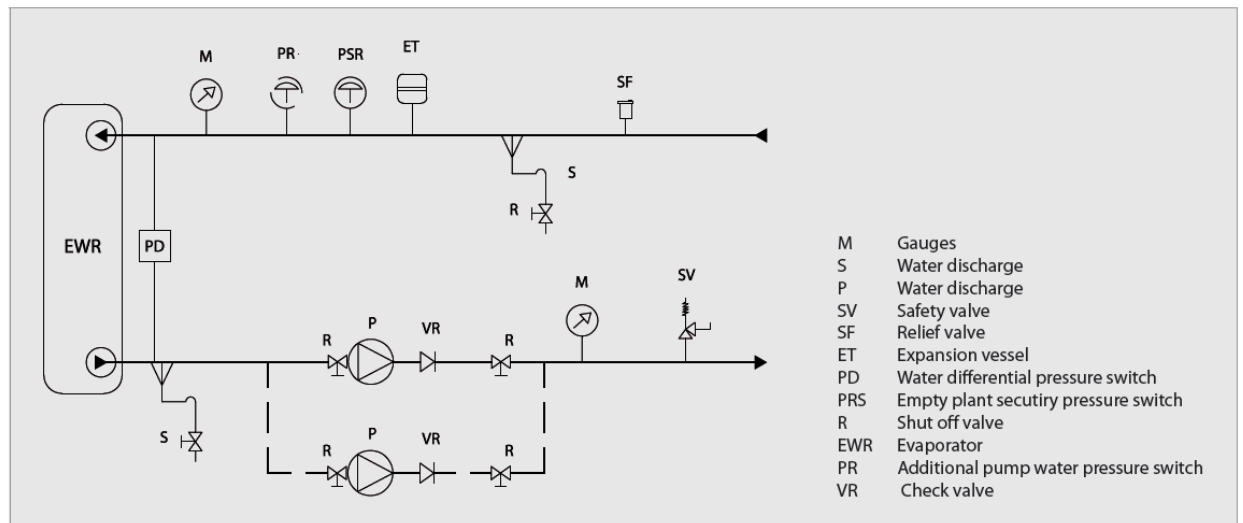 M
PR
PSR
ET
SF
S
R
EWR
PD
M
SV
R
P
VR
R
S
R
P
VR
R
M Gauges
S Water discharge
P Water discharge
SV Safety valve
SF Relief valve
ET Expansion vessel
PD Water differential pressure switch
PRS Empty plant secutiry pressure switch
R Shut off valve
EWR Evaporator
PR Additional pump water pressure switch
VR Check valve